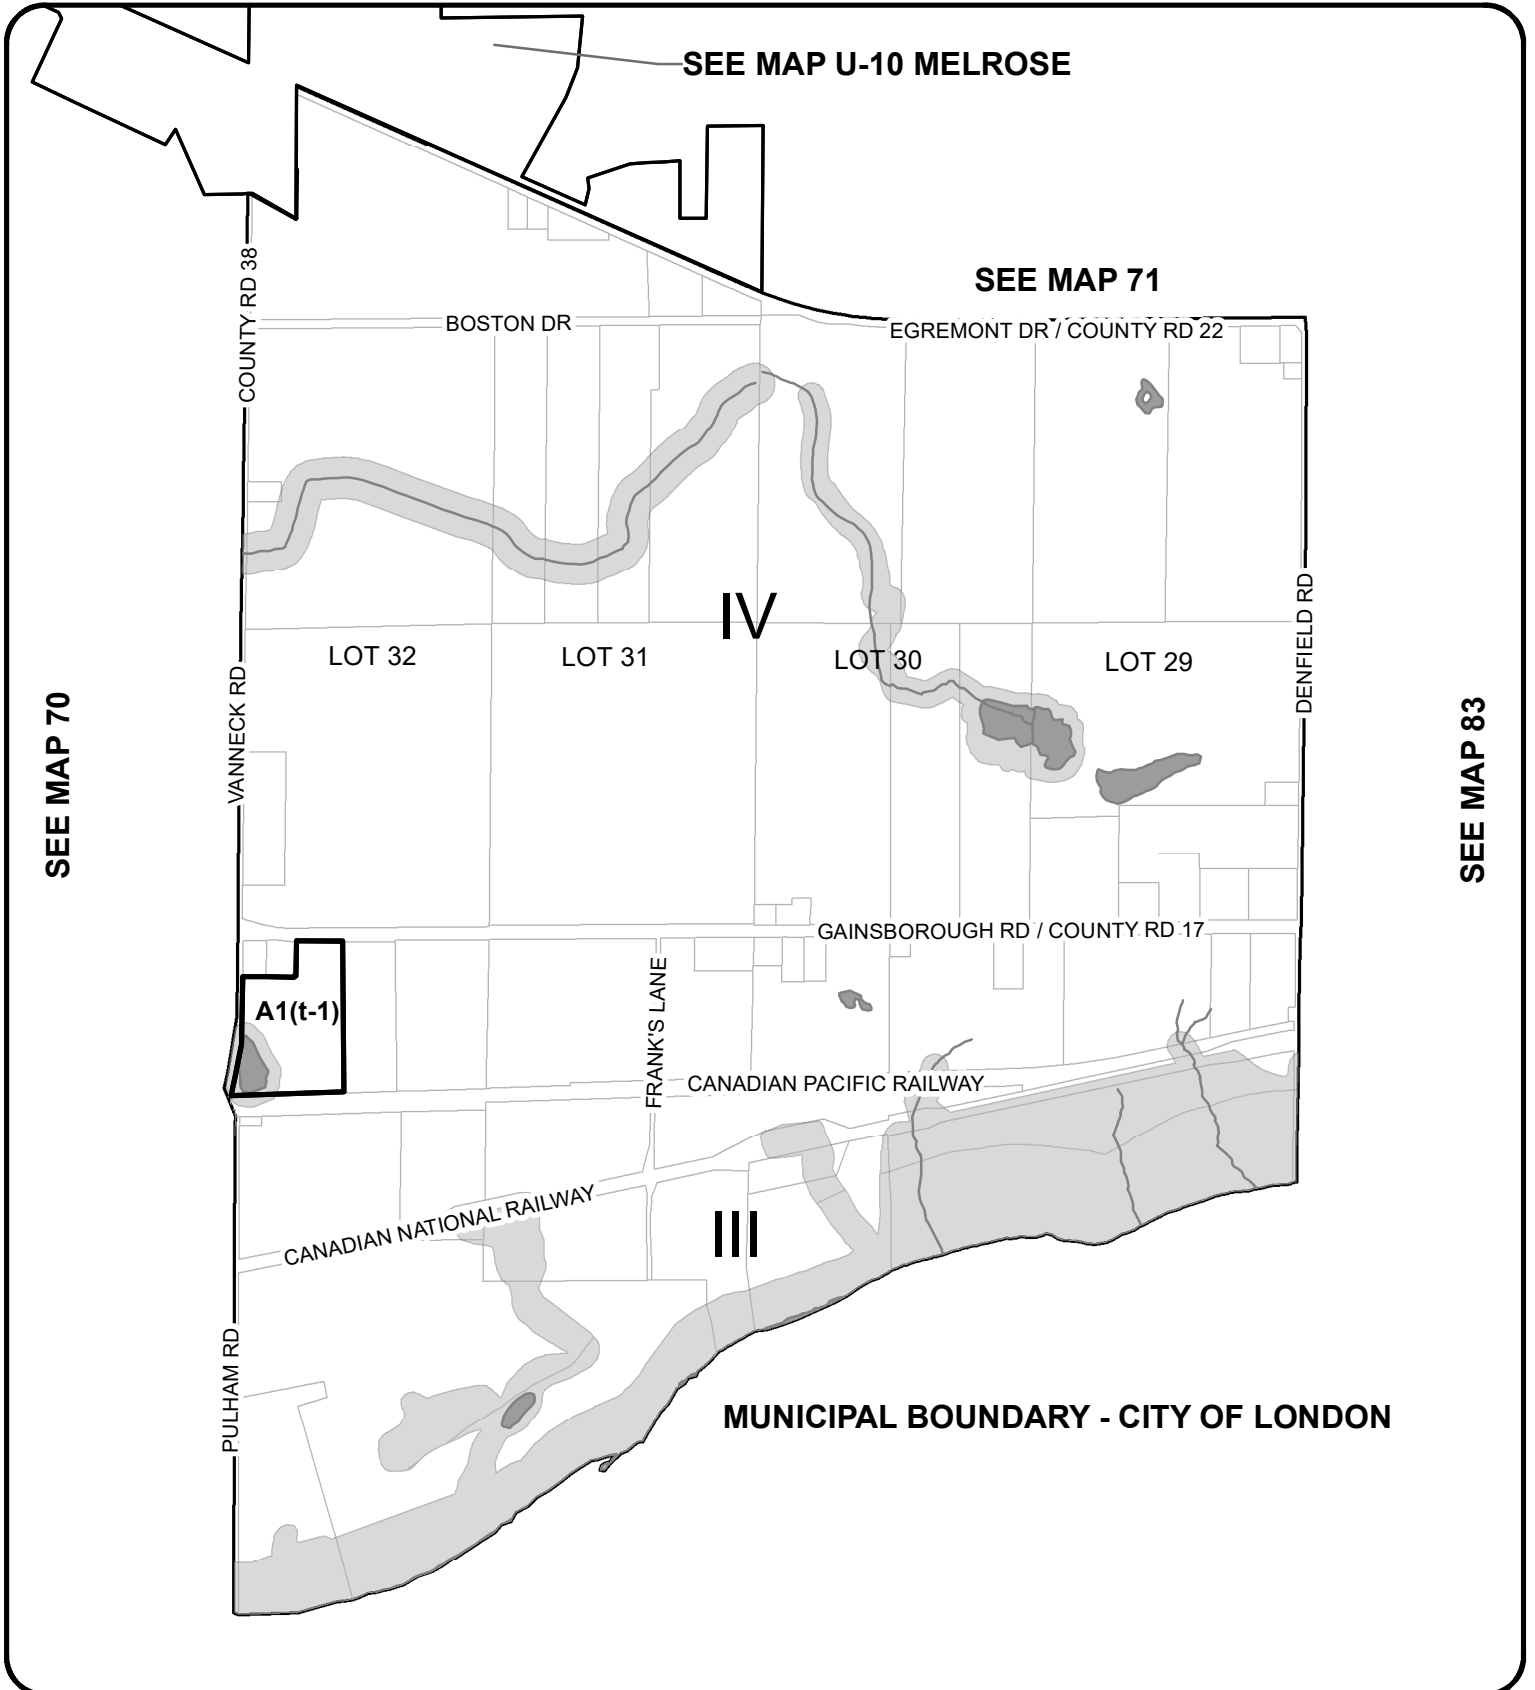 SEE MAP U-10 MELROSE
SEE MAP 71
COUNTY RD 38
BOSTON DR
EGREMONT DR / COUNTY RD 22
IV
LOT 32
LOT 31
LOT 30
LOT 29
DENFIELD RD
VANNECK RD
SEE MAP 70
SEE MAP 83
GAINSBOROUGH RD / COUNTY RD 17
A1(t-1)
FRANK'S LANE
CANADIAN PACIFIC RAILWAY
CANADIAN NATIONAL RAILWAY
III
PULHAM RD
MUNICIPAL BOUNDARY - CITY OF LONDON